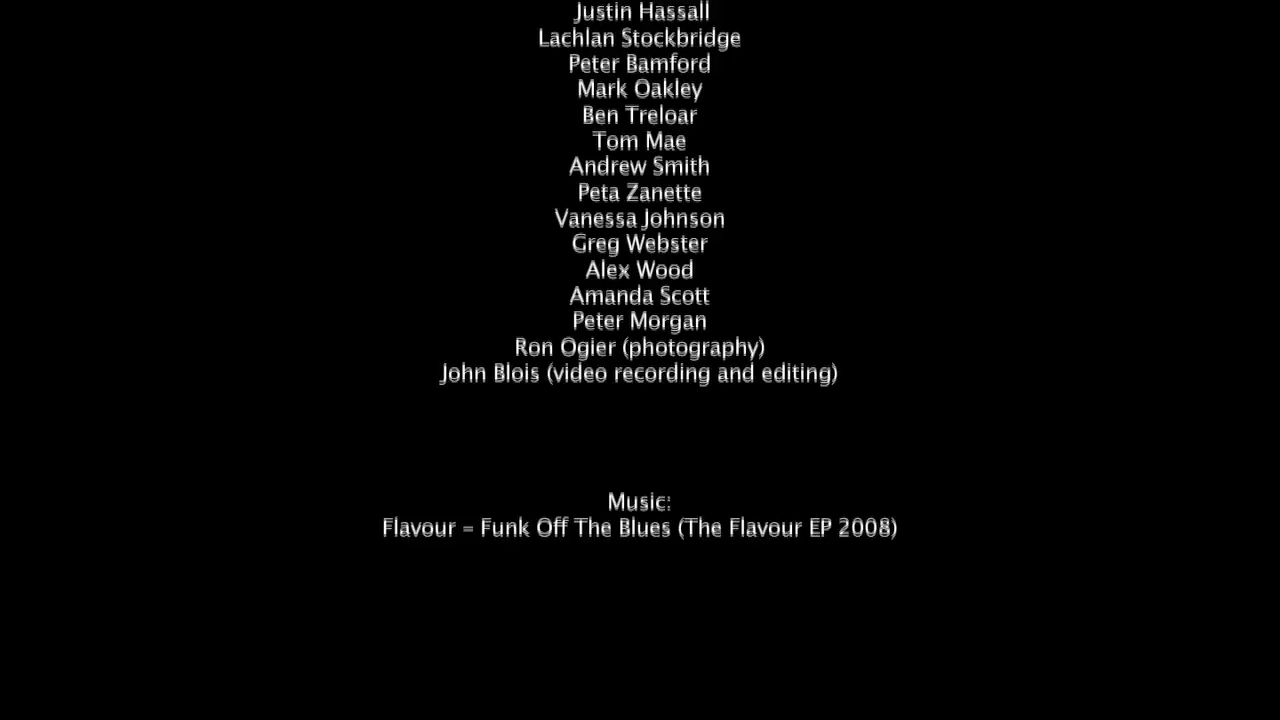 Justin Hassall
Lachlan Stockbridge
Peter Bamford
Mark Oakley
Ben Treloar
Tom Mae
Andrew Smith
Peta Zanette
Vanessa Johnson
Greg Webster
Alex Wood
Amanda Scott
Peter Morgan
Ron Ogier (photography)
John Blois (video recording and editing)
Music:
Flavour – Funk Off The Blues (The Flavour EP 2008)